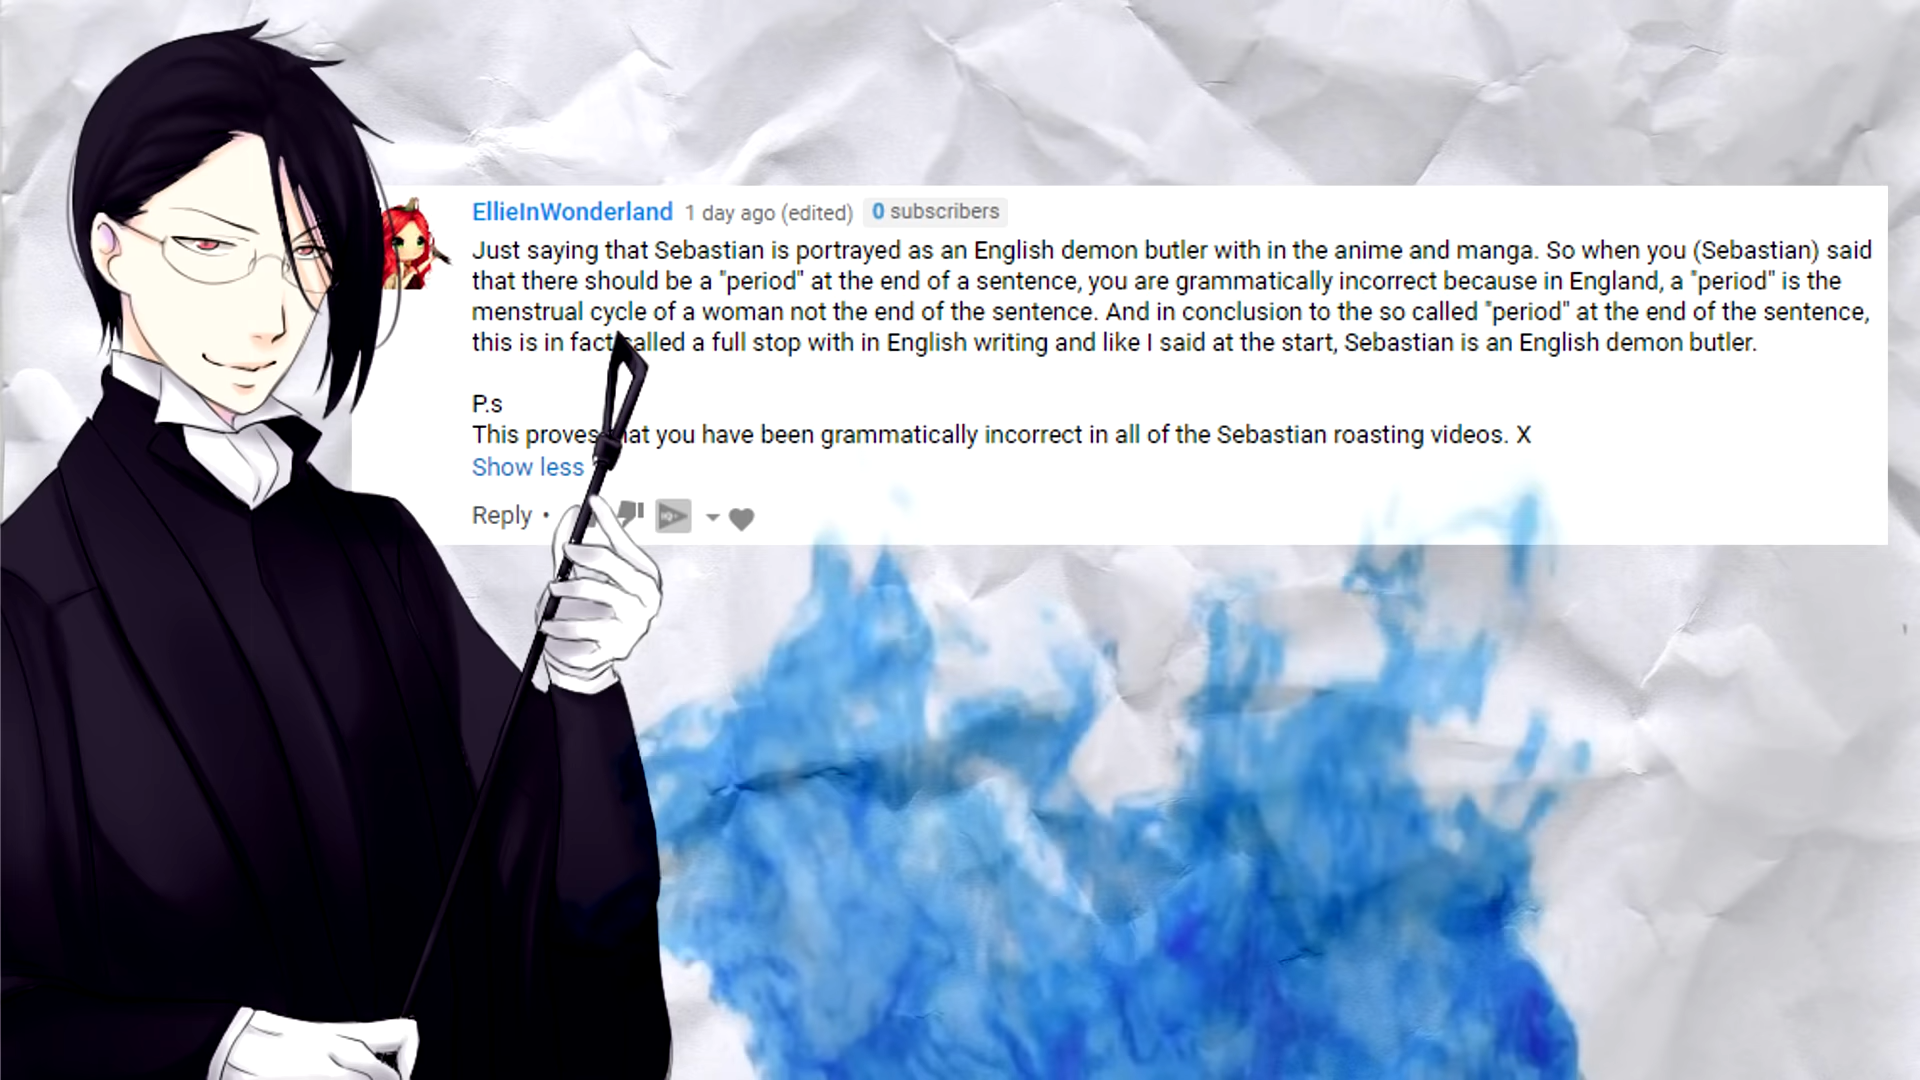 EllieInWonderland 1 day ago (edited) 0 subscribers
Just saying that Sebastian is portrayed as an English demon butler with in the anime and manga. So when you (Sebastian) said
that there should be a "period" at the end of a sentence, you are grammatically incorrect because in England, a "period" is the
menstrual cycle of a woman not the end of the sentence. And in conclusion to the so called "period" at the end of the sentence,
this is in fact called a full stop with in English writing and like I said at the start, Sebastian is an English demon butler.
P.s
This proves that you have been grammatically incorrect in all of the Sebastian roasting videos. X
Show less
Reply •